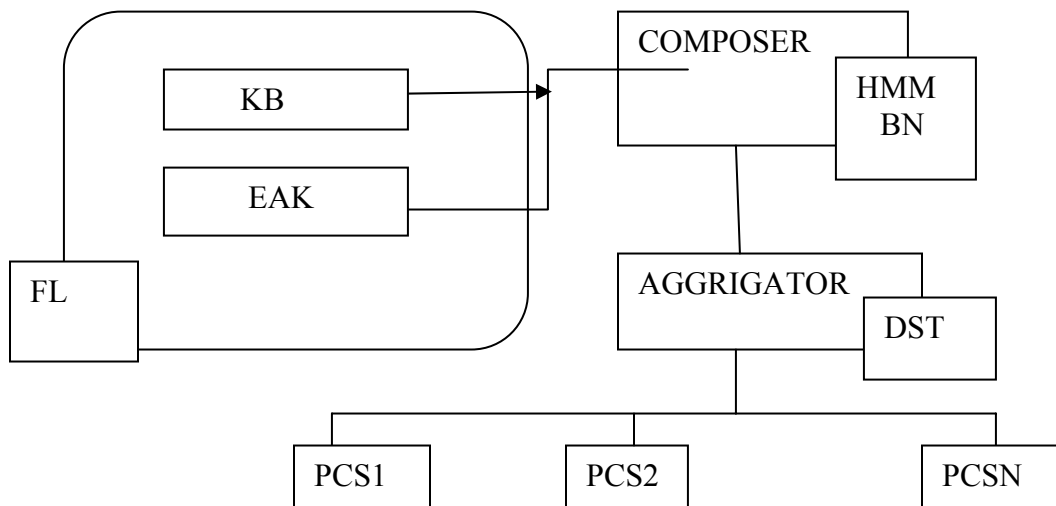 COMPOSER
HMM
BN
KB
EAK
FL
AGGRIGATOR
DST
PCS1
PCS2
PCSN